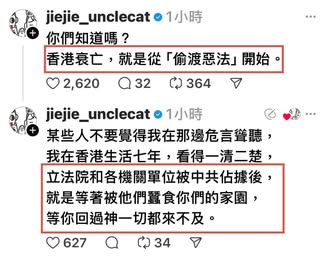 jiejie_unclecat 1小時
你們知道嗎？
香港衰亡，就是從「偷渡惡法」開始。
2,620 32 364
jiejie_unclecat 1小時
某些人不要覺得我在那邊危言聳聽，
我在香港生活七年，看得一清二楚，
立法院和各機關單位被中共佔據後，
就是等著被他們蠶食你們的家園，
等你回過神一切都來不及。
627 34 60